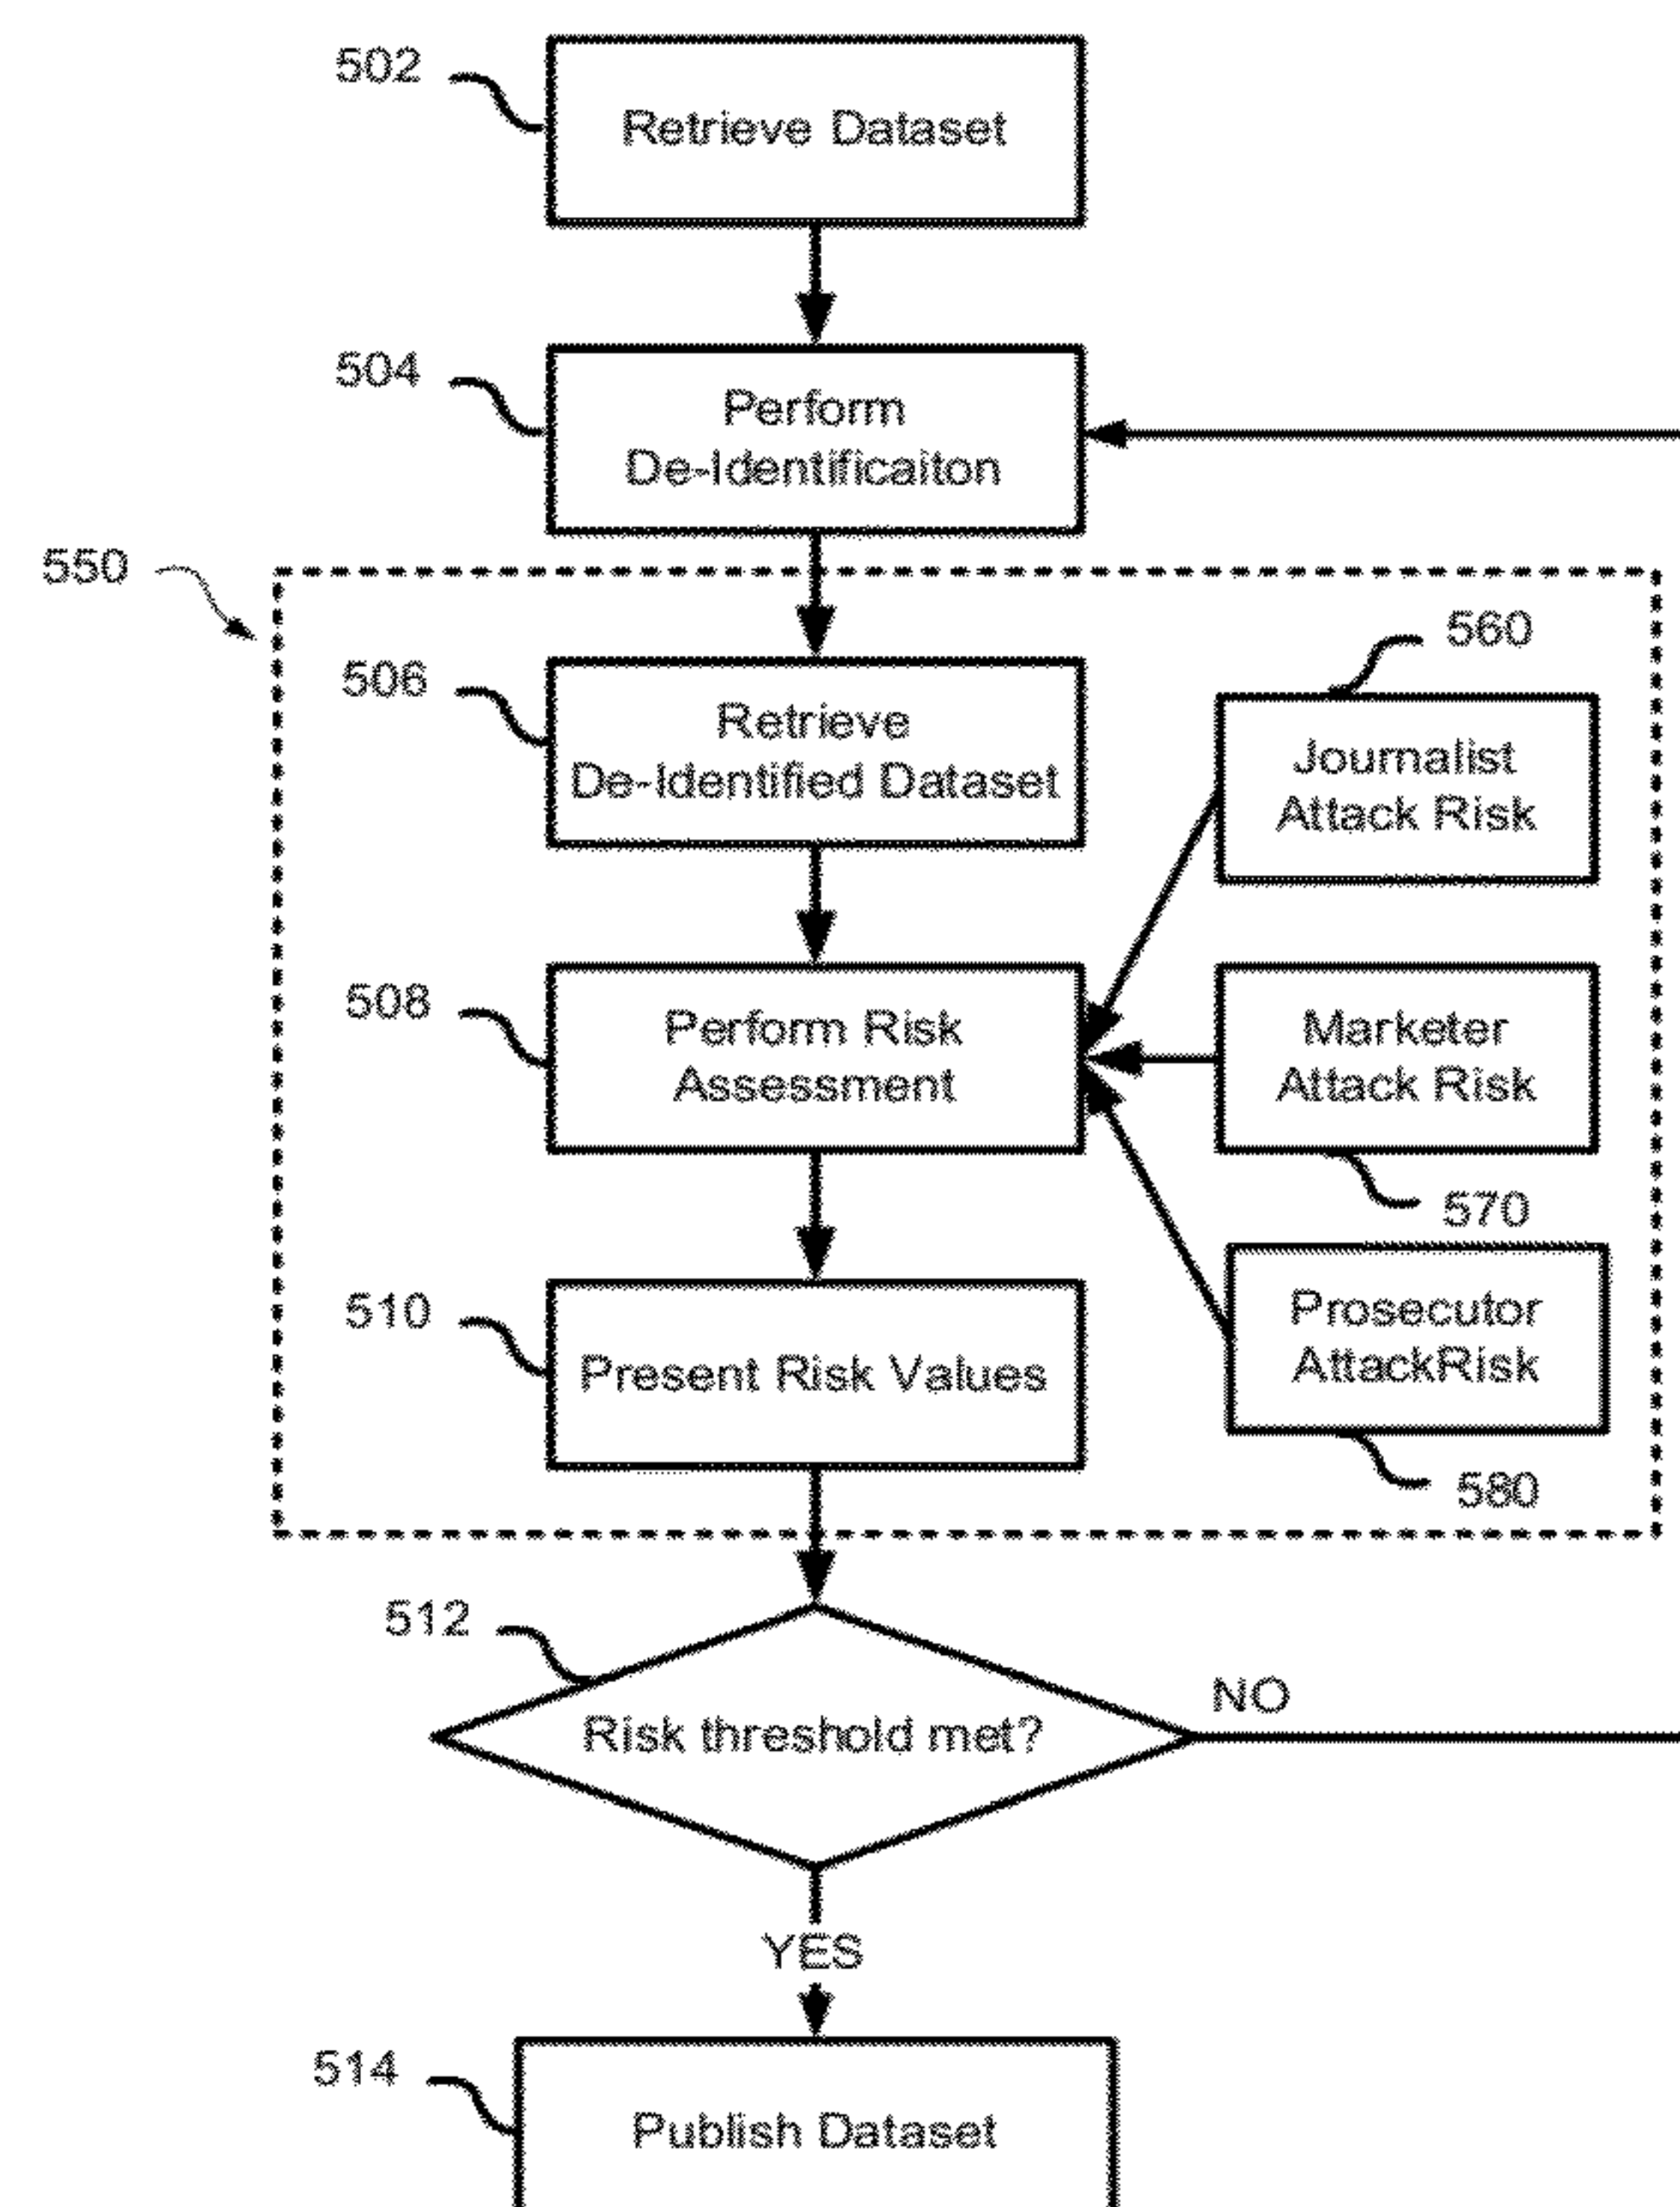 502
Retrieve Dataset
504
Perform
De-Identificaiton
550
506
Retrieve
De-Identified Dataset
560
Journalist
Attack Risk
508
Perform Risk
Assessment
Marketer
Attack Risk
570
510
Present Risk Values
Prosecutor
AttackRisk
580
512
Risk threshold met?
NO
YES
514
Publish Dataset